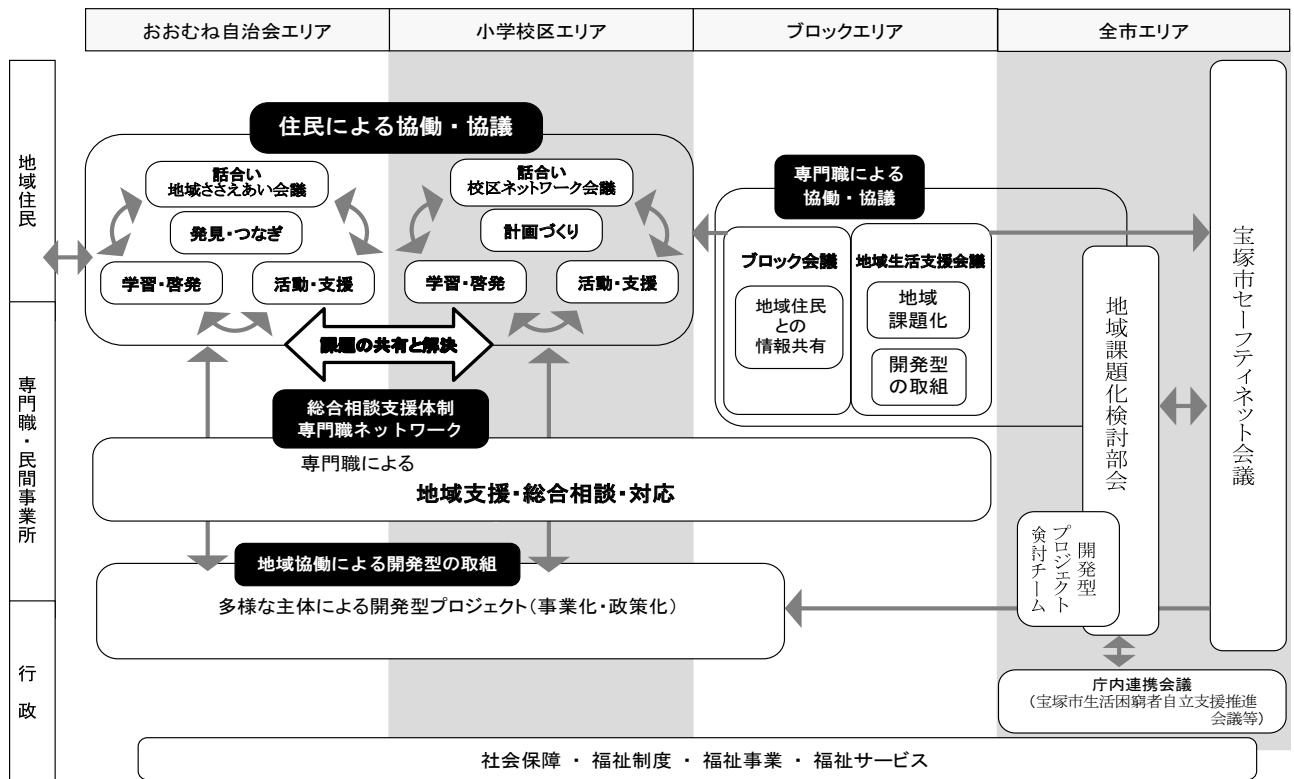 おおむね自治会エリア
小学校区エリア
ブロックエリア
全市エリア
地域住民
専門職・民間事業所
行政
住民による協働・協議
話合い
地域ささえあい会議
発見・つなぎ
学習・啓発
活動・支援
話合い
校区ネットワーク会議
計画づくり
学習・啓発
活動・支援
課題の共有と解決
専門職による
協働・協議
ブロック会議
地域住民
との
情報共有
地域生活支援会議
地域
課題化
開発型
の取組
地域課題化検討部会
宝塚市セーフティネット会議
総合相談支援体制
専門職ネットワーク
専門職による
地域支援・総合相談・対応
開発型
プロジェクト
検討チーム
地域協働による開発型の取組
多様な主体による開発型プロジェクト（事業化・政策化）
庁内連携会議
（宝塚市生活困窮者自立支援推進
会議等）
社会保障 ・ 福祉制度 ・ 福祉事業 ・ 福祉サービス